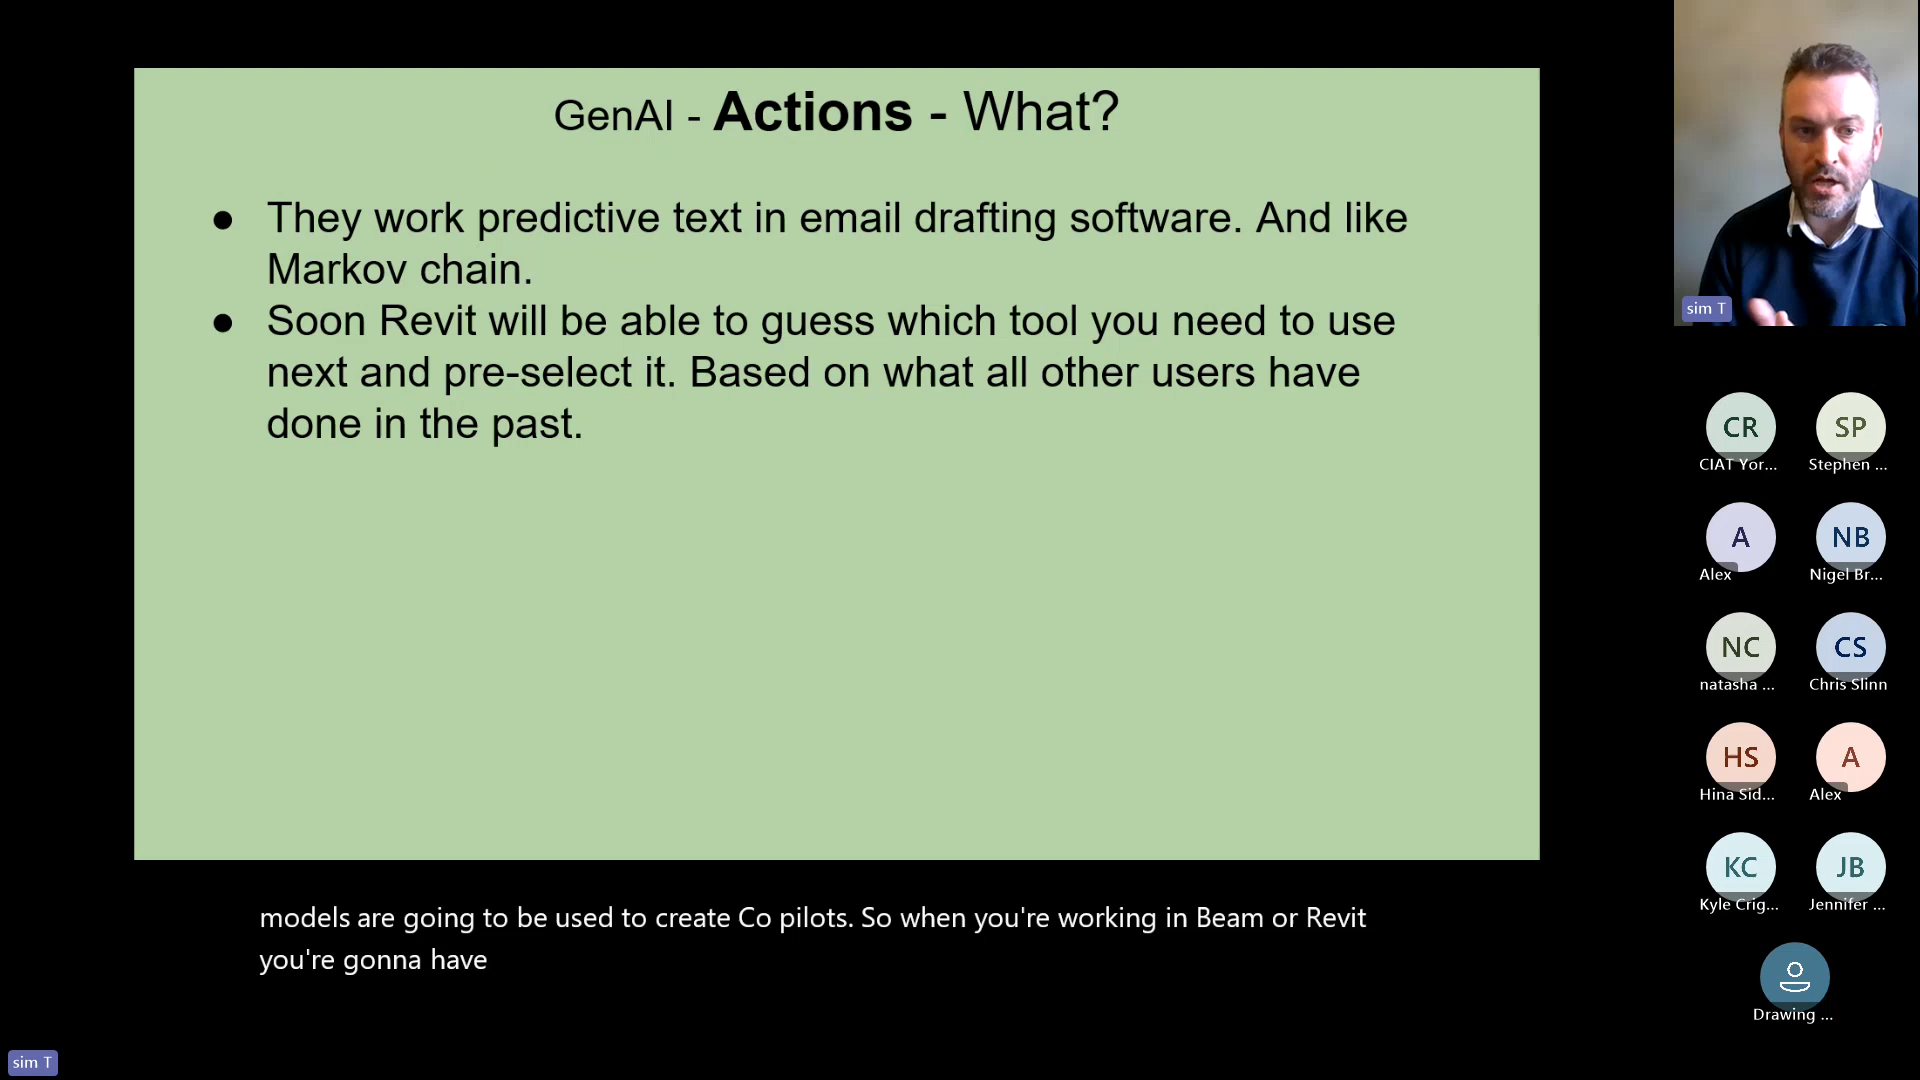 GenAI - Actions - What?
● They work predictive text in email drafting software. And like
Markov chain.
● Soon Revit will be able to guess which tool you need to use
next and pre-select it. Based on what all other users have
done in the past.
models are going to be used to create Co pilots. So when you're working in Beam or Revit
you're gonna have
sim T
sim T
CR
CIAT Yor...
SP
Stephen ...
A
Alex
NB
Nigel Br...
NC
natasha ...
CS
Chris Slinn
HS
Hina Sid...
A
Alex
KC
Kyle Crig...
JB
Jennifer ...
Drawing ...